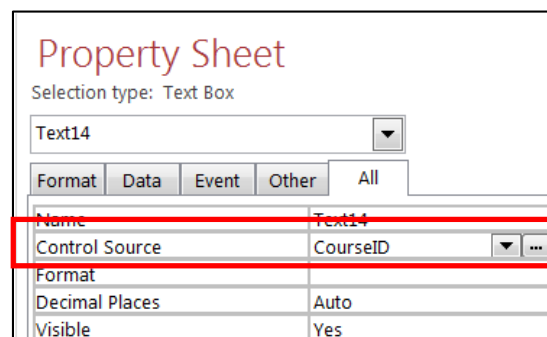 Property Sheet
Selection type: Text Box
Text14
Format Data Event Other All
Name Text14
Control Source CourseID
Format
Decimal Places Auto
Visible Yes